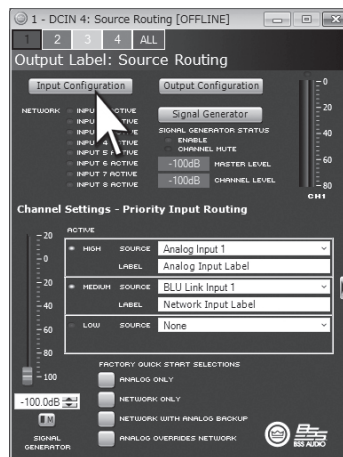 1 - DCIN 4: Source Routing [OFFLINE]
1 2 3 4 ALL
Output Label: Source Routing
Input Configuration
Output Configuration
NETWORK
INPUT 6 ACTIVE
INPUT 7 ACTIVE
INPUT 8 ACTIVE
Signal Generator
SIGNAL GENERATOR STATUS
ENABLE
CHANNEL MUTE
-100dB MASTER LEVEL
-100dB CHANNEL LEVEL
0
20
40
60
80
CH1
Channel Settings - Priority Input Routing
ACTIVE
HIGH SOURCE Analog Input 1
LABEL Analog Input Label
MEDIUM SOURCE BLU Link Input 1
LABEL Network Input Label
LOW SOURCE None
20
0
20
40
60
80
100
-100.0dB
M
SIGNAL
GENERATOR
FACTORY QUICK START SELECTIONS
ANALOG ONLY
NETWORK ONLY
NETWORK WITH ANALOG BACKUP
ANALOG OVERRIDES NETWORK
BSS AUDIO